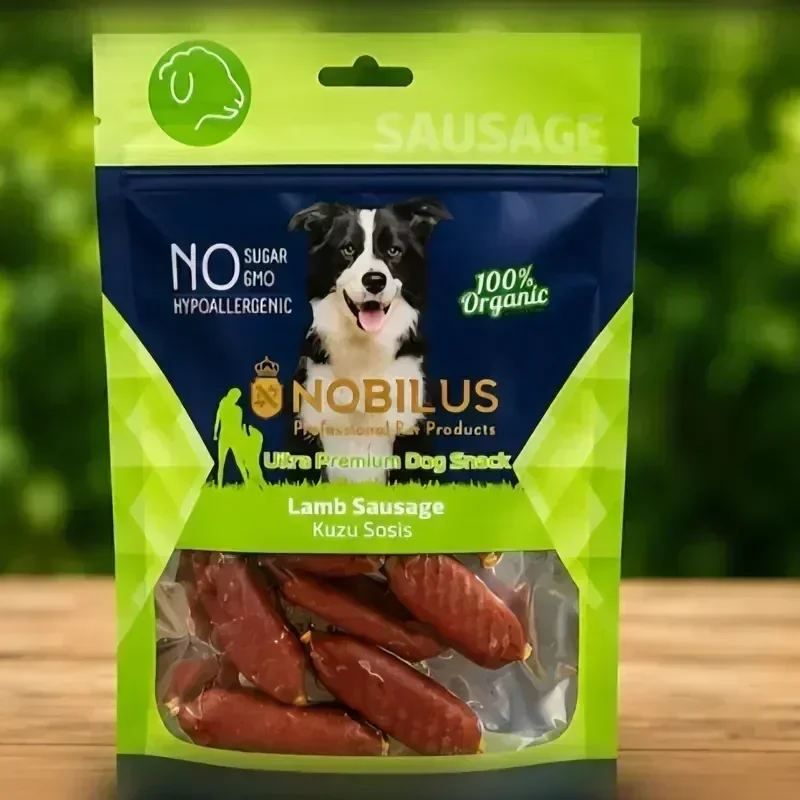 SAUSAGE
NO SUGAR
GMO
HYPOALLERGENIC
100%
Organic
NOBILUS
Professional Pet Products
Ultra Premium Dog Snack
Lamb Sausage
Kuzu Sosis